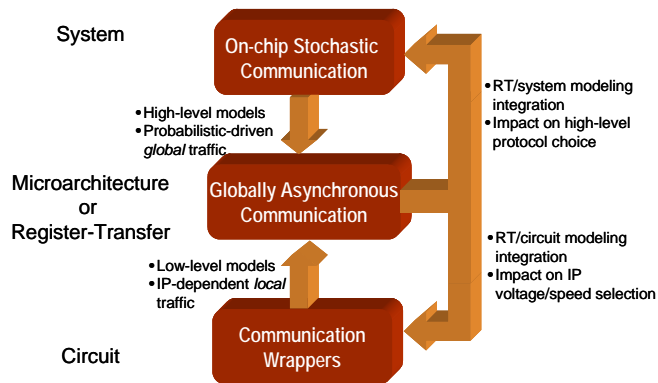 System
On-chip Stochastic
Communication
•High-level models
•Probabilistic-driven
global traffic
•RT/system modeling
integration
•Impact on high-level
protocol choice
Microarchitecture
or
Register-Transfer
Globally Asynchronous
Communication
•Low-level models
•IP-dependent local
traffic
•RT/circuit modeling
integration
•Impact on IP
voltage/speed selection
Circuit
Communication
Wrappers